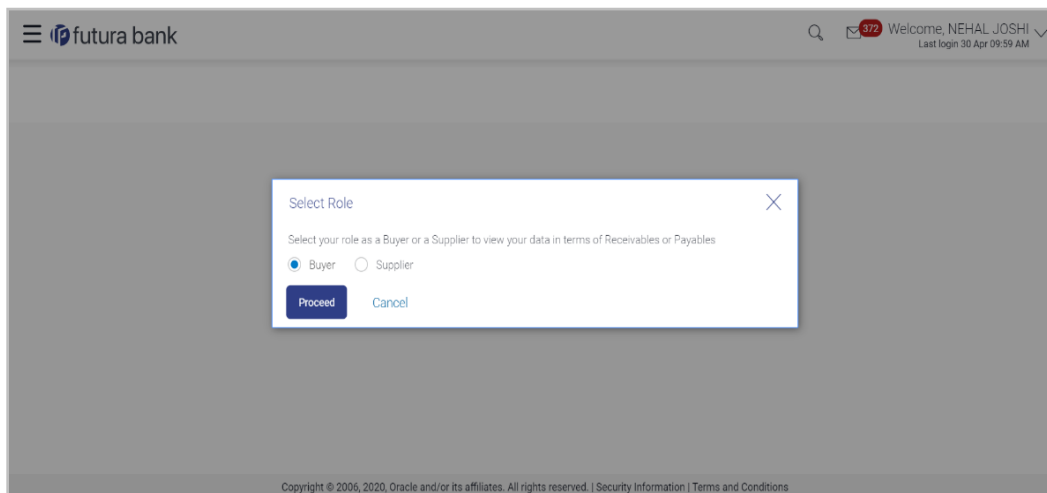 futura bank
372 Welcome, NEHAL JOSHI
Last login 30 Apr 09:59 AM
Select Role
Select your role as a Buyer or a Supplier to view your data in terms of Receivables or Payables
Buyer Supplier
Proceed Cancel
Copyright © 2006, 2020, Oracle and/or its affiliates. All rights reserved. | Security Information | Terms and Conditions